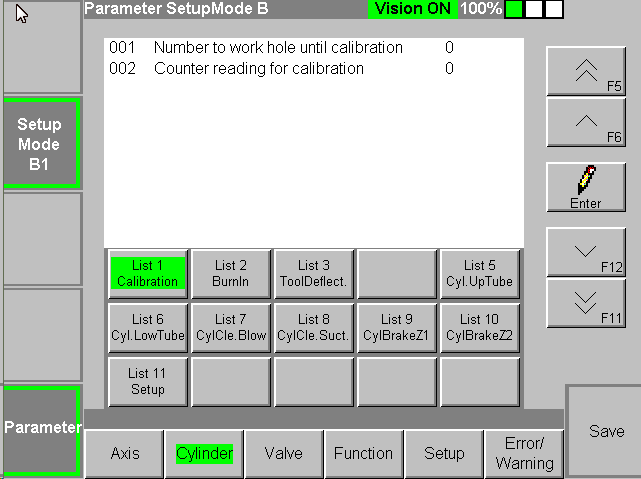 Parameter SetupMode B Vision ON 100%
001 Number to work hole until calibration 0
002 Counter reading for calibration 0
F5
F6
Enter
F12
F11
Setup
Mode
B1
List 1
Calibration
List 2
BurnIn
List 3
ToolDeflect.
List 5
Cyl.UpTube
List 6
Cyl.LowTube
List 7
CylCle.Blow
List 8
CylCle.Suct.
List 9
CylBrakeZ1
List 10
CylBrakeZ2
List 11
Setup
Parameter
Axis
Cylinder
Valve
Function
Setup
Error/
Warning
Save